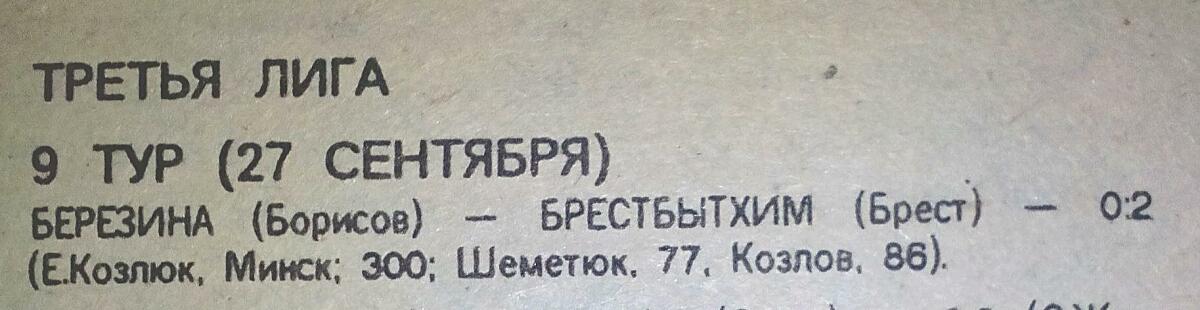 ТРЕТЬЯ ЛИГА
9 ТУР (27 СЕНТЯБРЯ)
БЕРЕЗИНА (Борисов) — БРЕСТБЫТХИМ (Брест) — 0:2
(Е.Козлюк, Минск; 300; Шеметюк, 77, Козлов, 86).